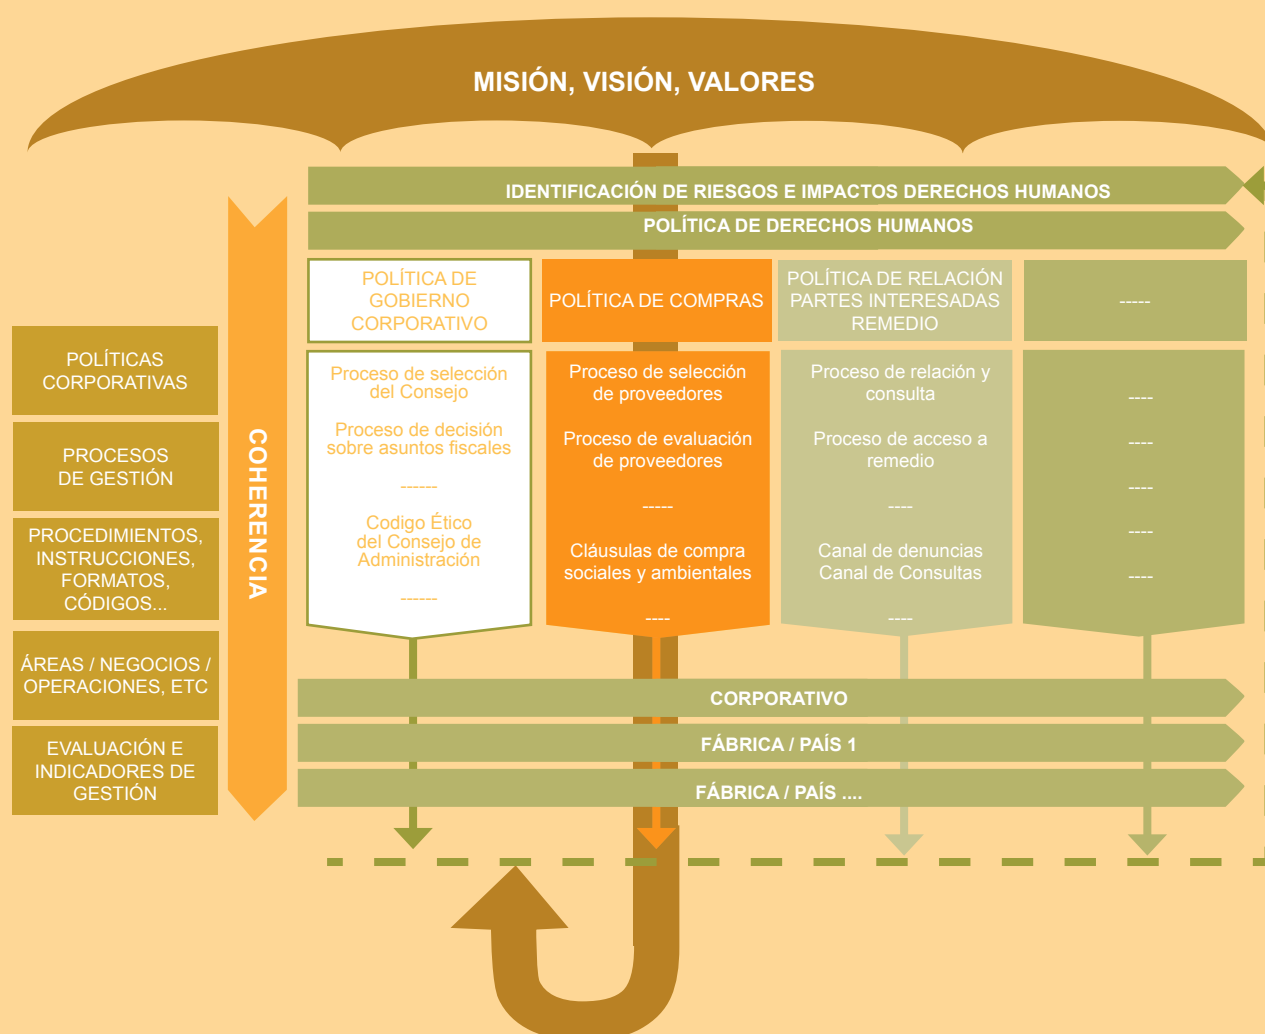 MISIÓN, VISIÓN, VALORES
IDENTIFICACIÓN DE RIESGOS E IMPACTOS DERECHOS HUMANOS
POLÍTICA DE DERECHOS HUMANOS
POLÍTICAS
CORPORATIVAS
PROCESOS
DE GESTIÓN
PROCEDIMIENTOS,
INSTRUCCIONES,
FORMATOS,
CÓDIGOS...
ÁREAS / NEGOCIOS /
OPERACIONES, ETC
EVALUACIÓN E
INDICADORES DE
GESTIÓN
COHERENCIA
POLÍTICA DE
GOBIERNO
CORPORATIVO
Proceso de selección
del Consejo
Proceso de decisión
sobre asuntos fiscales
------
Codigo Ético
del Consejo de
Administración
------
POLÍTICA DE COMPRAS
Proceso de selección
de proveedores
Proceso de evaluación
de proveedores
-----
Cláusulas de compra
sociales y ambientales
----
POLÍTICA DE RELACIÓN
PARTES INTERESADAS
REMEDIO
Proceso de relación y
consulta
Proceso de acceso a
remedio
----
Canal de denuncias
Canal de Consultas
----
-----
----
----
----
----
----
CORPORATIVO
FÁBRICA / PAÍS 1
FÁBRICA / PAÍS ....